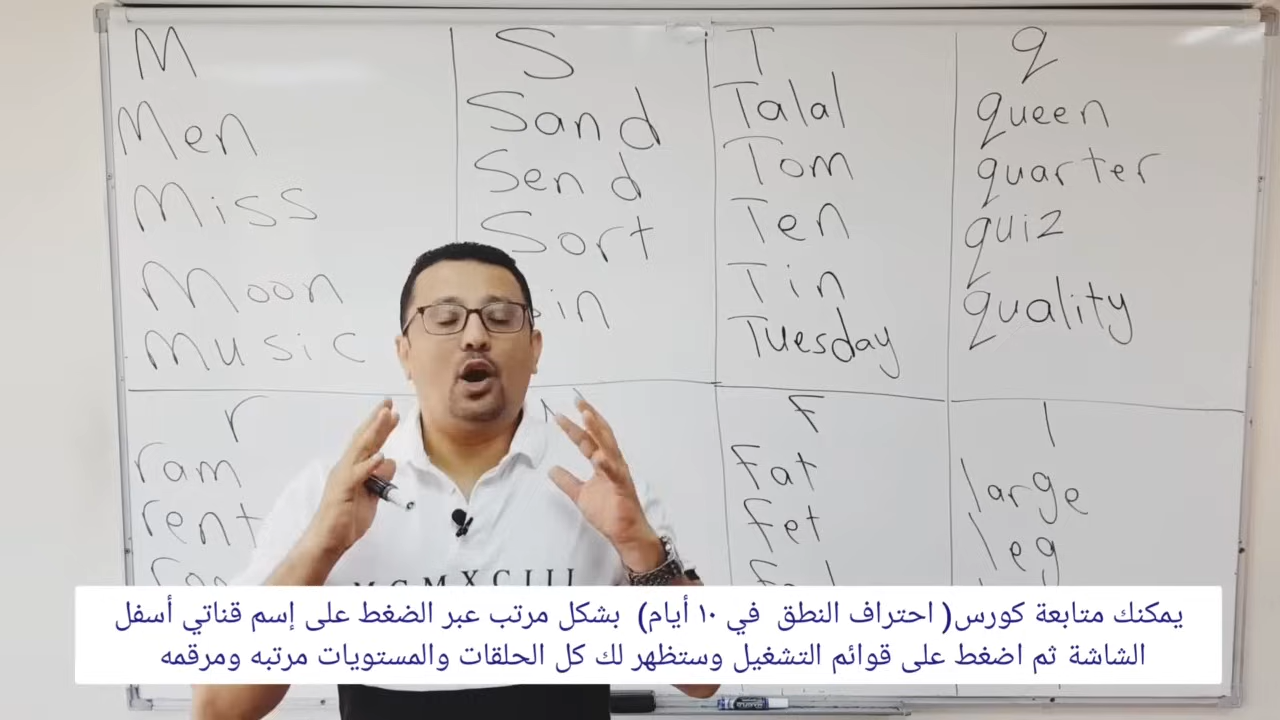 M
Men
Miss
Moon
Music
S
Sand
Send
Sort
T
Talal
Tom
Ten
Tin
Tuesday
q
queen
quarter
quiz
quality
r
ram
rent
F
Fat
Fet
l
large
leg
MCMXCIII
يمكنك متابعة كورس( احتراف النطق في ١٠ أيام) بشكل مرتب عبر الضغط على إسم قناتي أسفل
الشاشة ثم اضغط على قوائم التشغيل وستظهر لك كل الحلقات والمستويات مرتبه ومرقمه